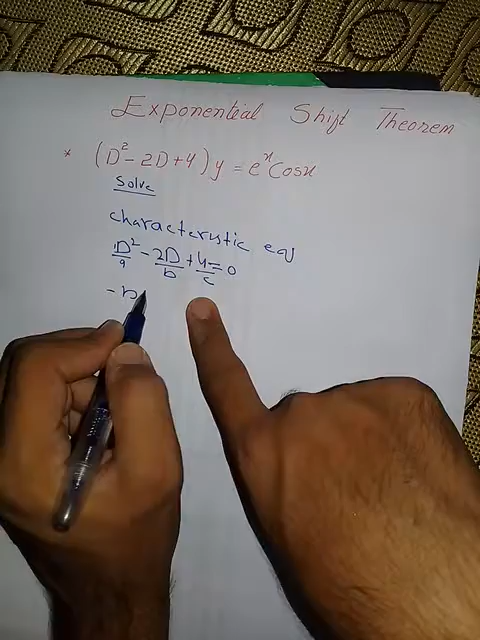 Exponential Shift Theorem
* (D² - 2D + 4) y = eˣ Cosx
Solve
characteristic eq
D² - 2D + 4 = 0
a b c
- b